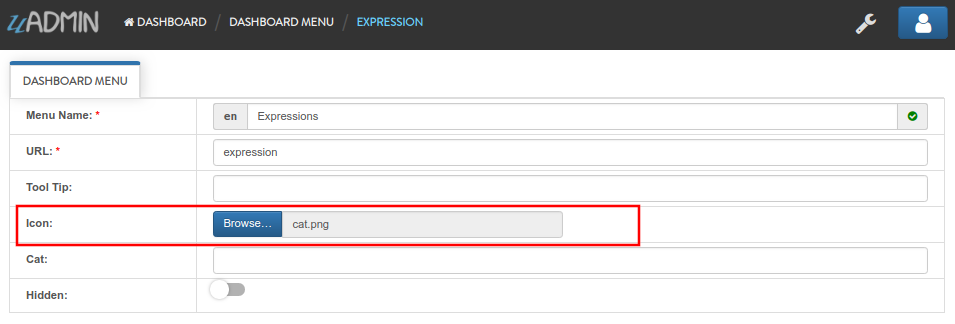 uADMIN DASHBOARD / DASHBOARD MENU / EXPRESSION
DASHBOARD MENU
Menu Name: * en Expressions
URL: * expression
Tool Tip:
Icon: Browse... cat.png
Cat:
Hidden: